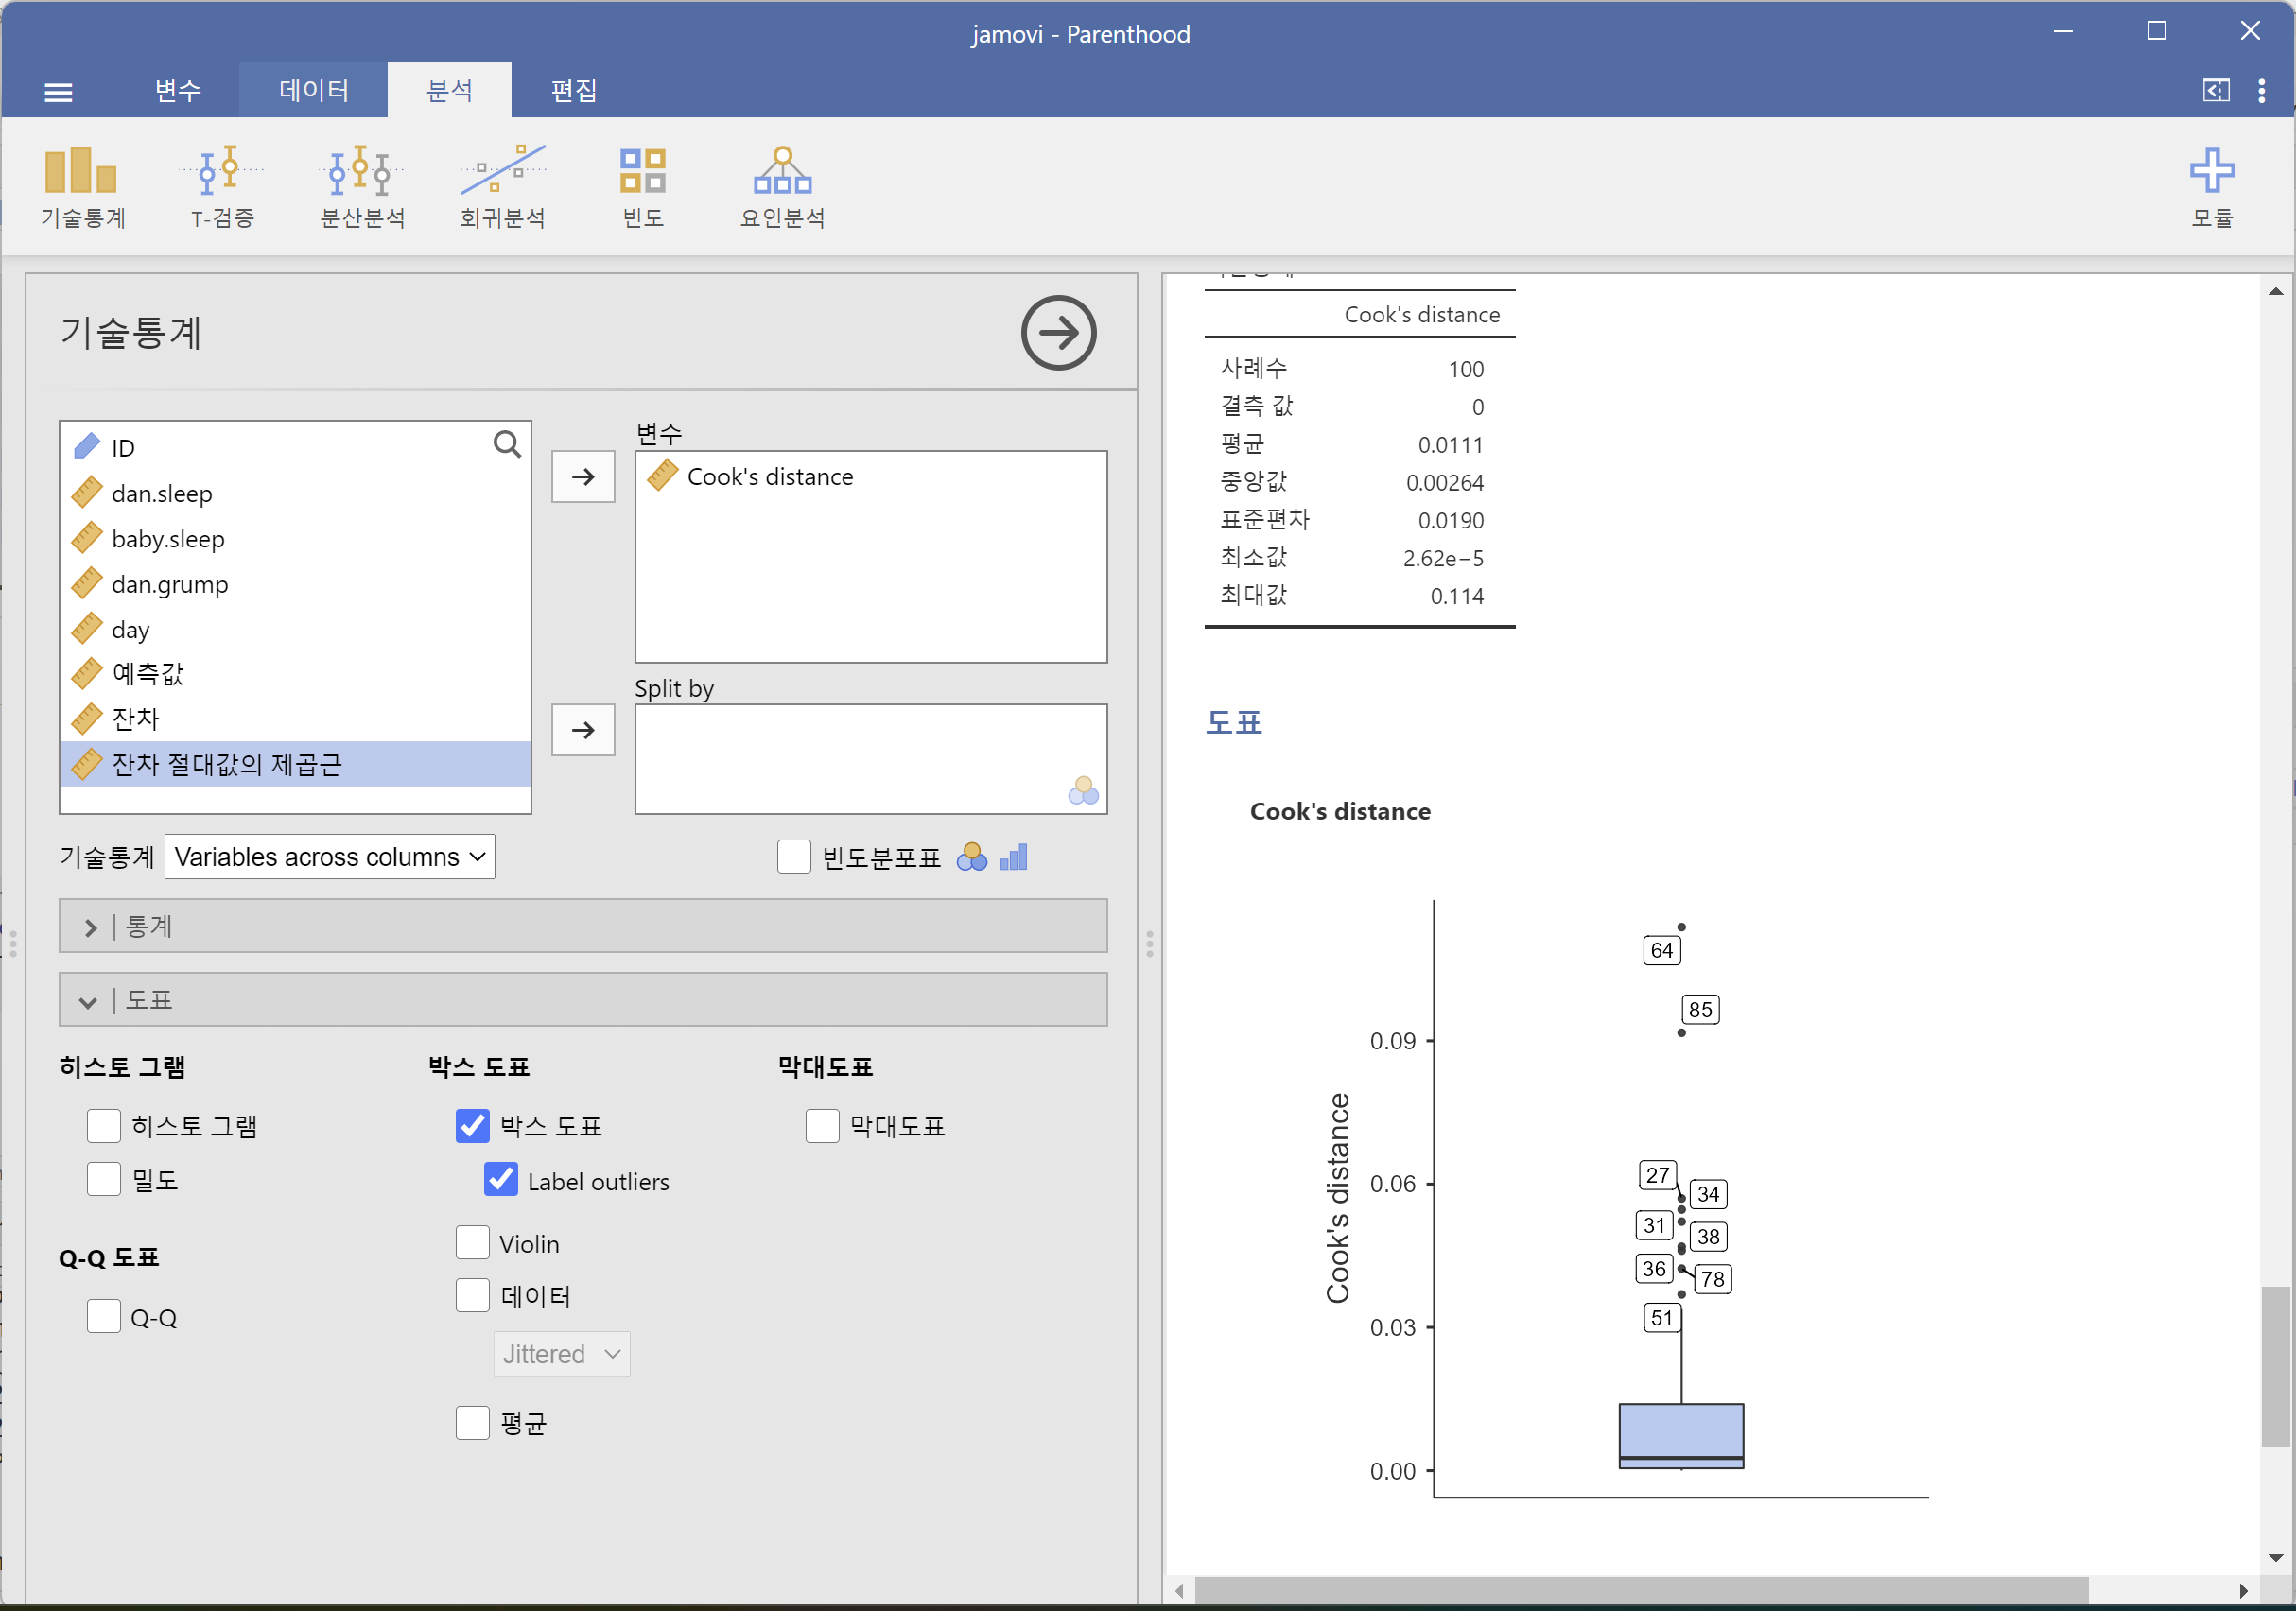 jamovi - Parenthood
변수 데이터 분석 편집
기술통계 T-검증 분산분석 회귀분석 빈도 요인분석 모듈
기술통계
ID
dan.sleep
baby.sleep
dan.grump
day
예측값
잔차
잔차 절대값의 제곱근
변수
Cook's distance
Split by
기술통계 Variables across columns
빈도분포표
통계
도표
히스토 그램
히스토 그램
밀도
Q-Q 도표
Q-Q
박스 도표
박스 도표
Label outliers
Violin
데이터
Jittered
평균
막대도표
막대도표
Cook's distance
사례수 100
결측 값 0
평균 0.0111
중앙값 0.00264
표준편차 0.0190
최소값 2.62e−5
최대값 0.114
도표
Cook's distance
Cook's distance
0.09
0.06
0.03
0.00
64
85
27
34
31
38
36
78
51